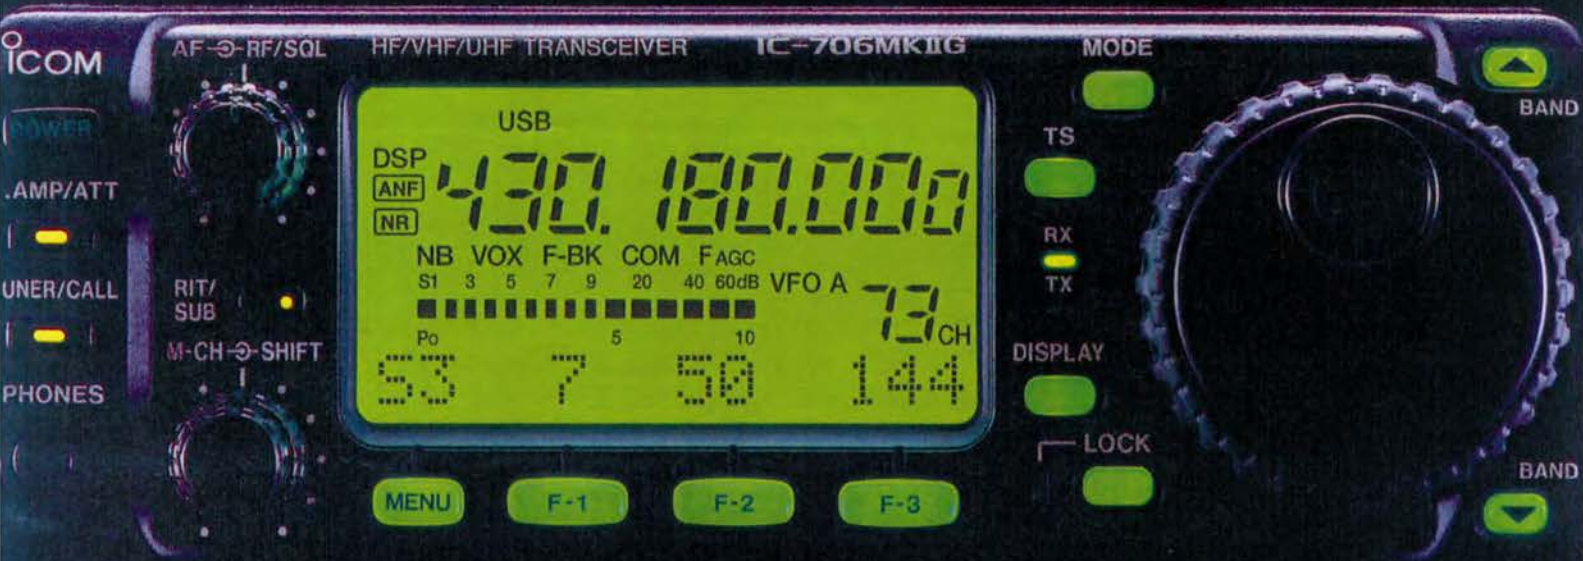 ICOM
AF RF/SQL
HF/VHF/UHF TRANSCEIVER IC-706MKIIG
MODE
BAND
POWER
TS
.AMP/ATT
UNER/CALL
RIT/
SUB
M-CH SHIFT
PHONES
USB
DSP
ANF
NR
430.180.000
NB VOX F-BK COM FAGC
S1 3 5 7 9 20 40 60dB VFO A
73CH
Po 5 10
S3 7 50 144
MENU F-1 F-2 F-3
RX
TX
DISPLAY
LOCK
BAND